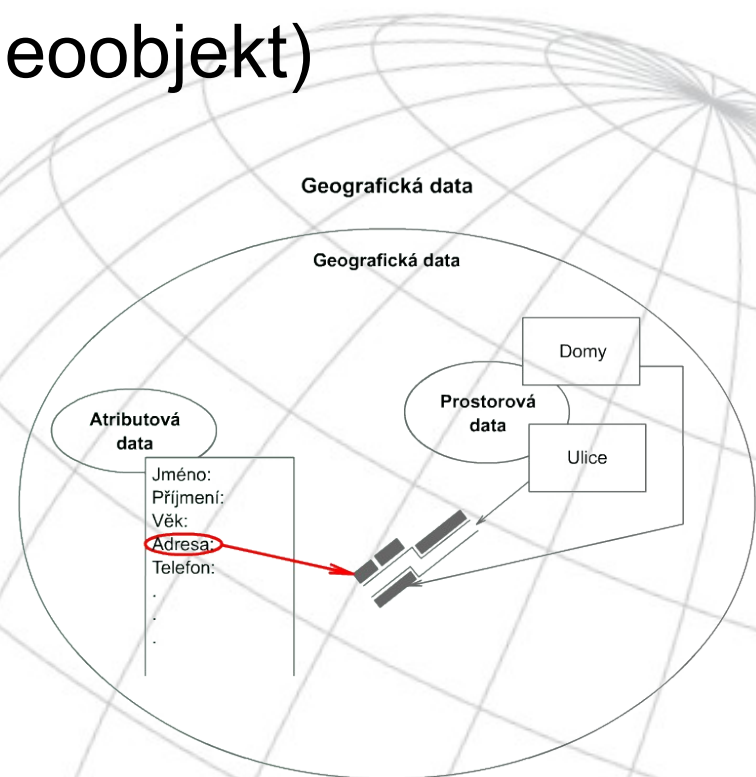 eoobjekt)
Geografická data
Geografická data
Domy
Prostorová
data
Ulice
Atributová
data
Jméno:
Příjmení:
Věk:
Adresa:
Telefon:
.
.
.